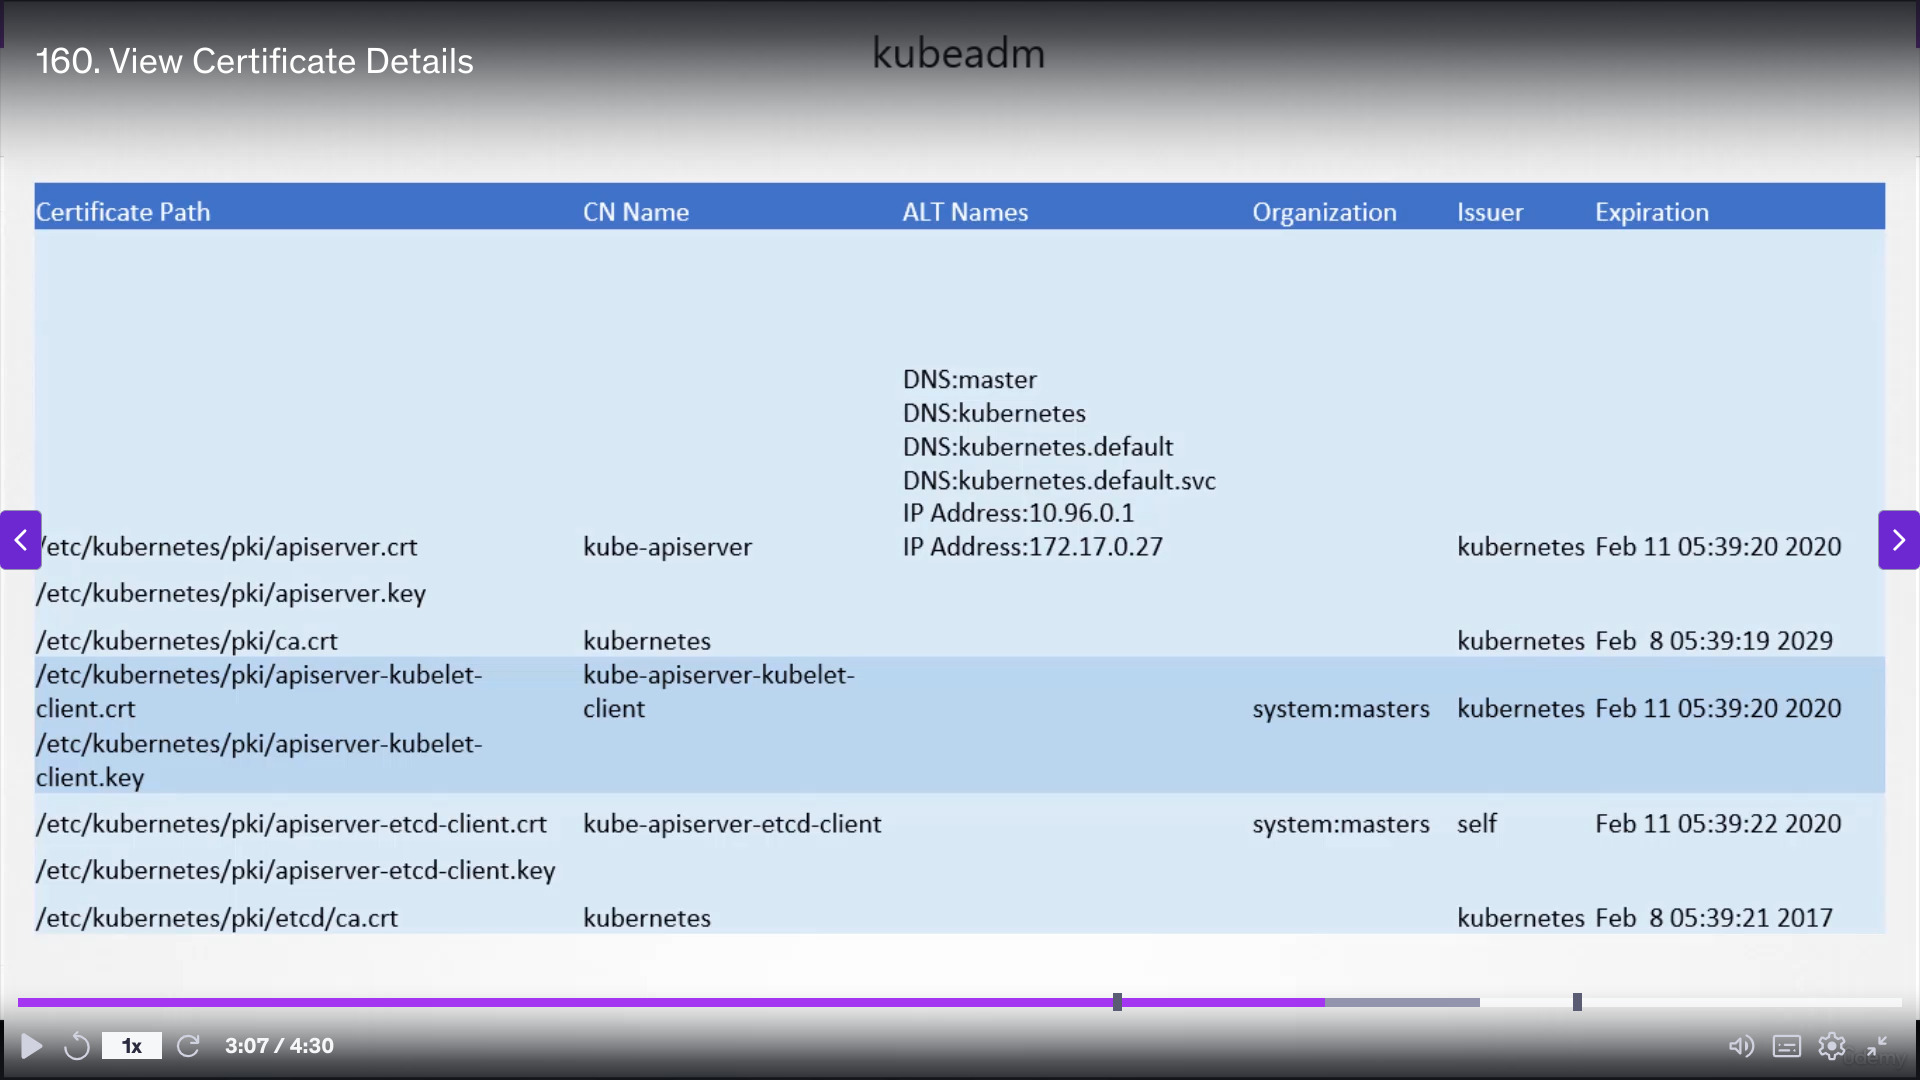 160. View Certificate Details
kubeadm
Certificate Path CN Name ALT Names Organization Issuer Expiration
DNS:master
DNS:kubernetes
DNS:kubernetes.default
DNS:kubernetes.default.svc
IP Address:10.96.0.1
/etc/kubernetes/pki/apiserver.crt kube-apiserver IP Address:172.17.0.27 kubernetes Feb 11 05:39:20 2020
/etc/kubernetes/pki/apiserver.key
/etc/kubernetes/pki/ca.crt kubernetes kubernetes Feb 8 05:39:19 2029
/etc/kubernetes/pki/apiserver-kubelet- kube-apiserver-kubelet-
client.crt client system:masters kubernetes Feb 11 05:39:20 2020
/etc/kubernetes/pki/apiserver-kubelet-
client.key
/etc/kubernetes/pki/apiserver-etcd-client.crt kube-apiserver-etcd-client system:masters self Feb 11 05:39:22 2020
/etc/kubernetes/pki/apiserver-etcd-client.key
/etc/kubernetes/pki/etcd/ca.crt kubernetes kubernetes Feb 8 05:39:21 2017
1x 3:07 / 4:30
udemy